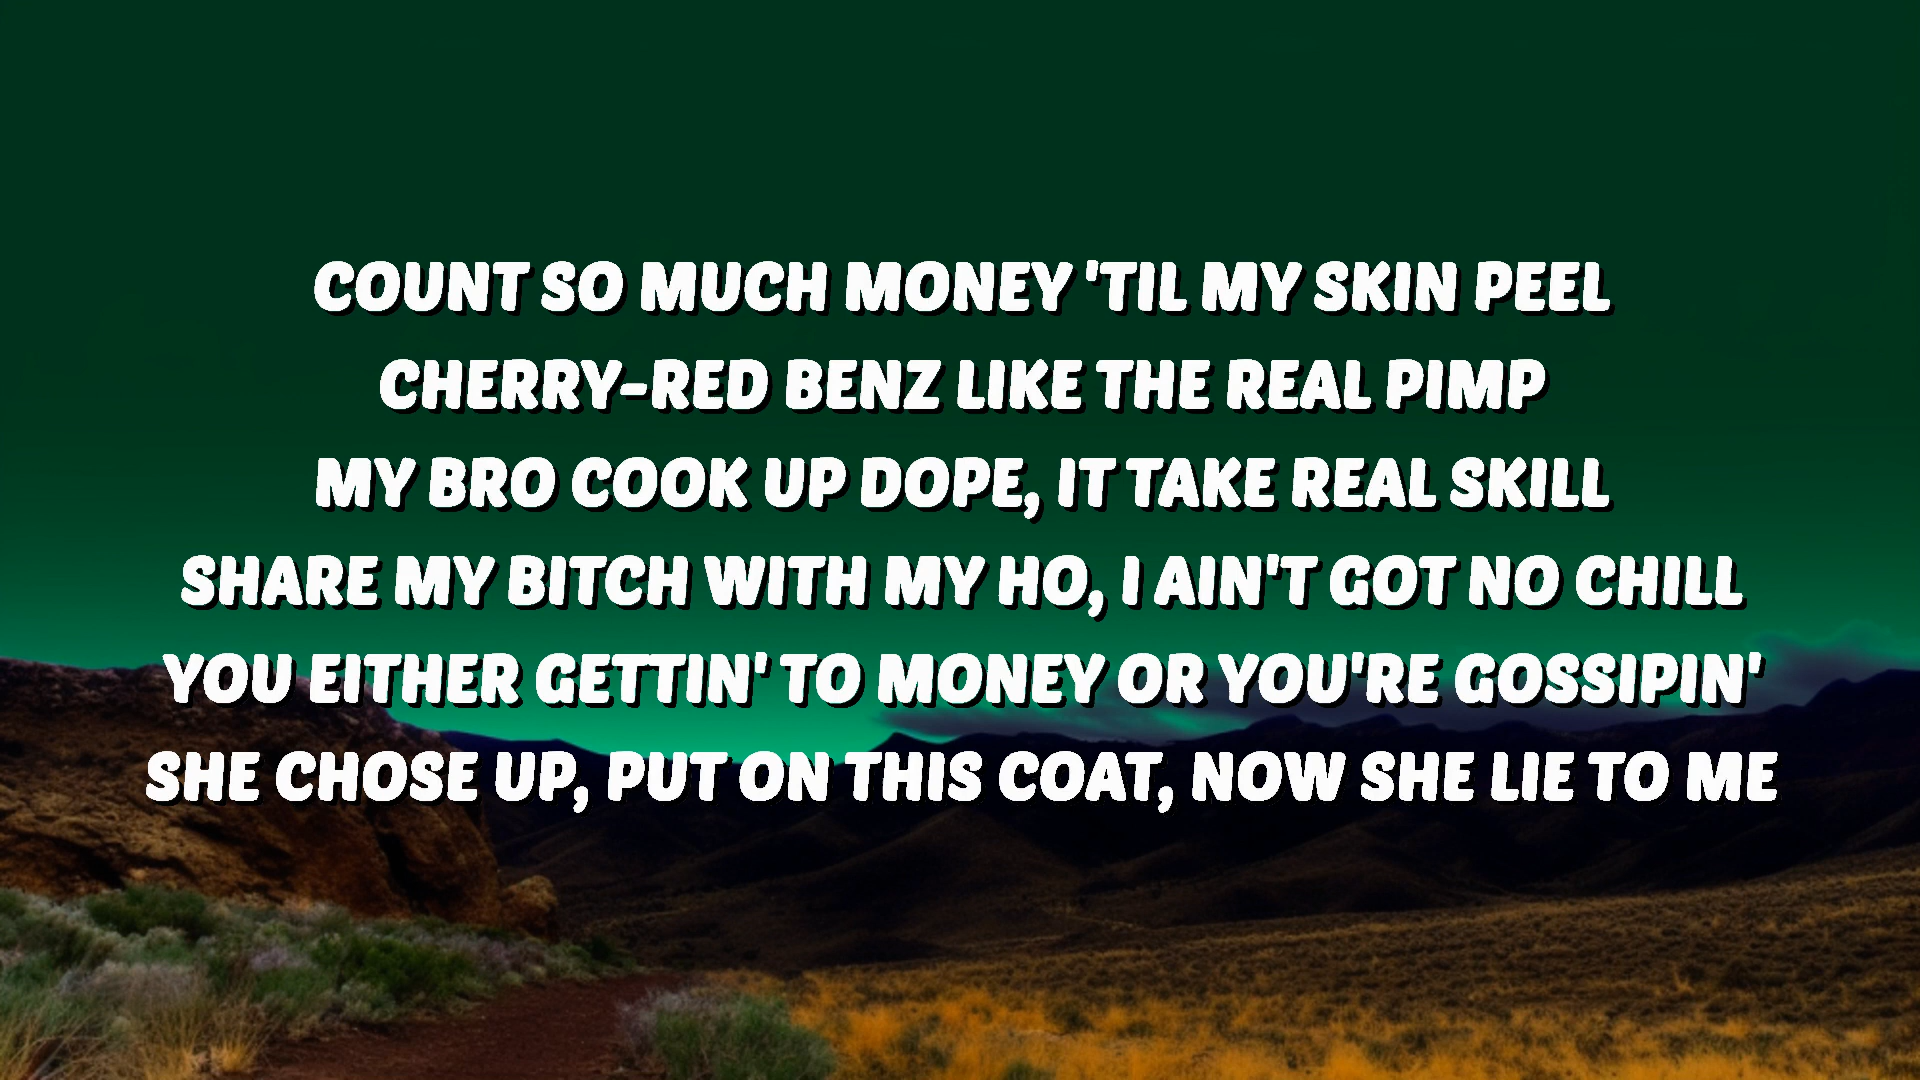 COUNT SO MUCH MONEY 'TIL MY SKIN PEEL
CHERRY-RED BENZ LIKE THE REAL PIMP
MY BRO COOK UP DOPE, IT TAKE REAL SKILL
SHARE MY BITCH WITH MY HO, I AIN'T GOT NO CHILL
YOU EITHER GETTIN' TO MONEY OR YOU'RE GOSSIPIN'
SHE CHOSE UP, PUT ON THIS COAT, NOW SHE LIE TO ME